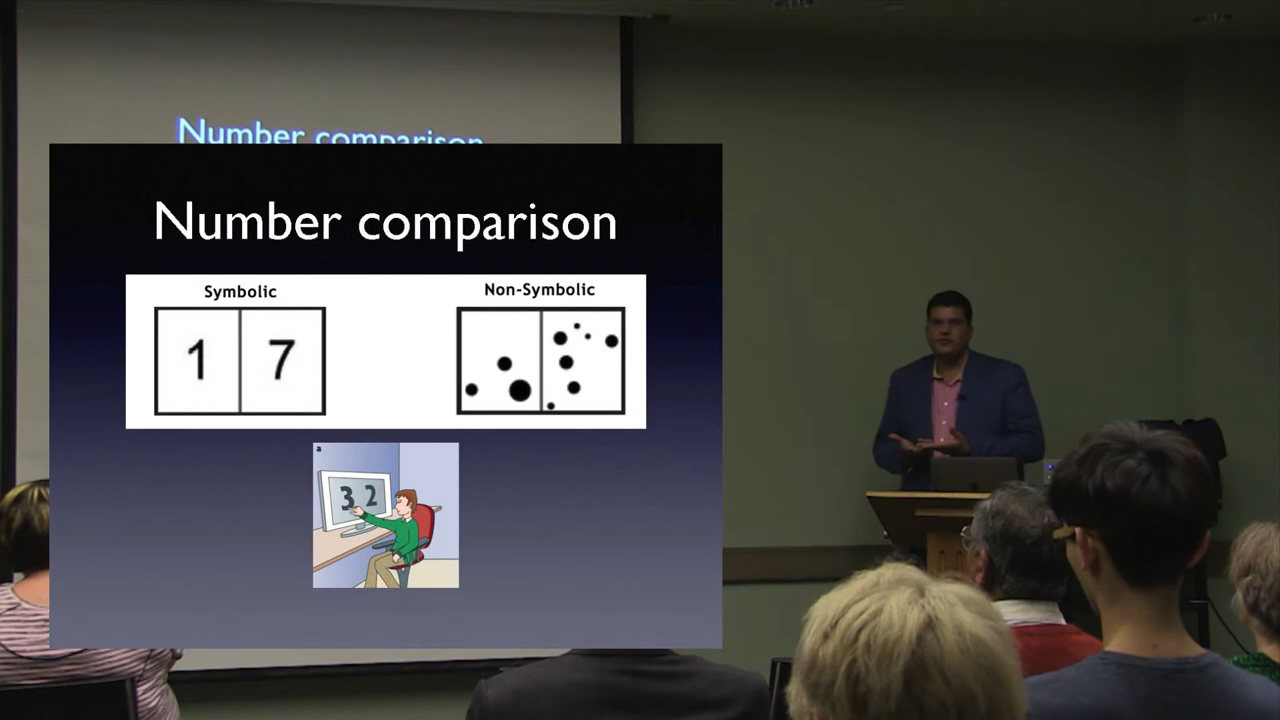 Number comparison
Number comparison
Symbolic
Non-Symbolic
1 7
a
3 2